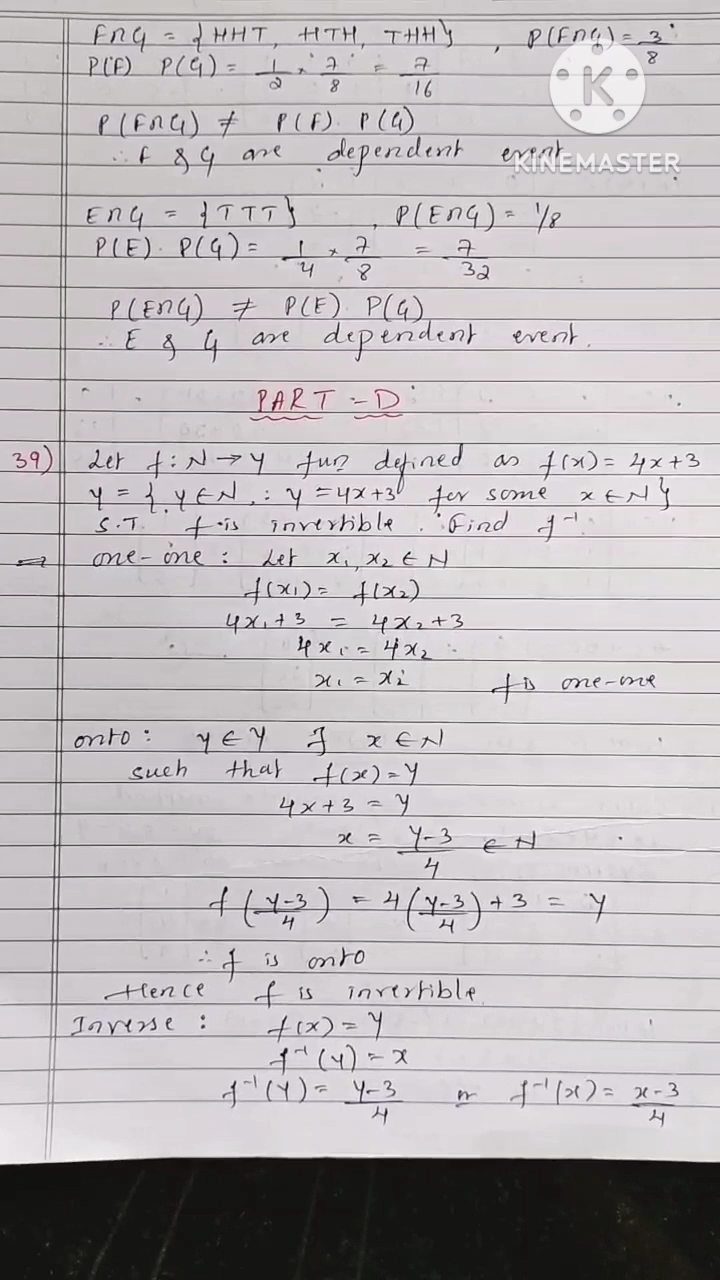 F∩G = {HHT, HTH, THH} , P(F∩G) = 3/8
P(F) P(G) = 1/2 × 7/8 = 7/16
P(F∩G) ≠ P(F). P(G)
∴ F & G are dependent event
K
KINEMASTER
E∩G = {TTT} , P(E∩G) = 1/8
P(E). P(G) = 1/4 × 7/8 = 7/32
P(E∩G) ≠ P(E). P(G)
∴ E & G are dependent event.
PART - D
39) Let f : N → Y fun defined as f(x) = 4x+3
Y = { y ∈ N, : y = 4x+3 for some x ∈ N}
S.T. f is invertible. Find f⁻¹
⇒ one-one : Let x₁, x₂ ∈ N
f(x₁) = f(x₂)
4x₁+3 = 4x₂+3
4x₁ = 4x₂
x₁ = x₂ f is one-one
onto : y ∈ Y ∃ x ∈ N
such that f(x) = y
4x+3 = y
x = y-3/4 ∈ N
f(y-3/4) = 4(y-3/4) + 3 = y
∴ f is onto
Hence f is invertible
Inverse : f(x) = y
f⁻¹(y) = x
f⁻¹(y) = y-3/4 or f⁻¹(x) = x-3/4